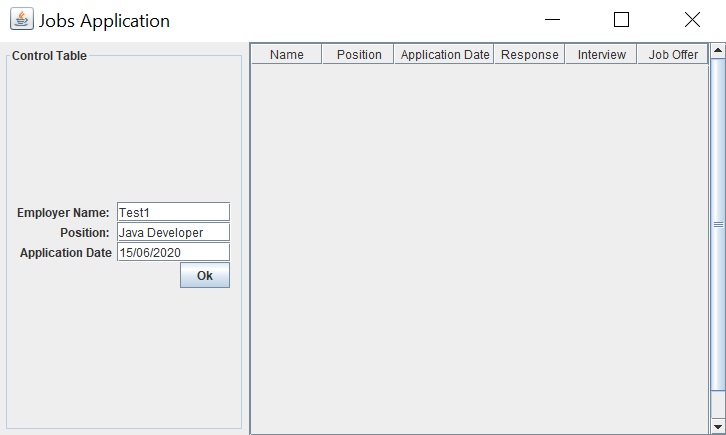 Jobs Application
Control Table
Name Position Application Date Response Interview Job Offer
Employer Name: Test1
Position: Java Developer
Application Date 15/06/2020
Ok